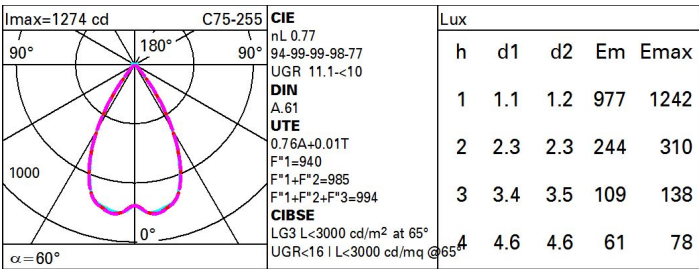 Imax=1274 cd C75-255
90° 180° 90°
1000
0°
α=60°
CIE
nL 0.77
94-99-99-98-77
UGR 11.1-<10
DIN
A.61
UTE
0.76A+0.01T
F"1=940
F"1+F"2=985
F"1+F"2+F"3=994
CIBSE
LG3 L<3000 cd/m² at 65°
UGR<16 | L<3000 cd/mq @65°
Lux
h d1 d2 Em Emax
1 1.1 1.2 977 1242
2 2.3 2.3 244 310
3 3.4 3.5 109 138
4 4.6 4.6 61 78